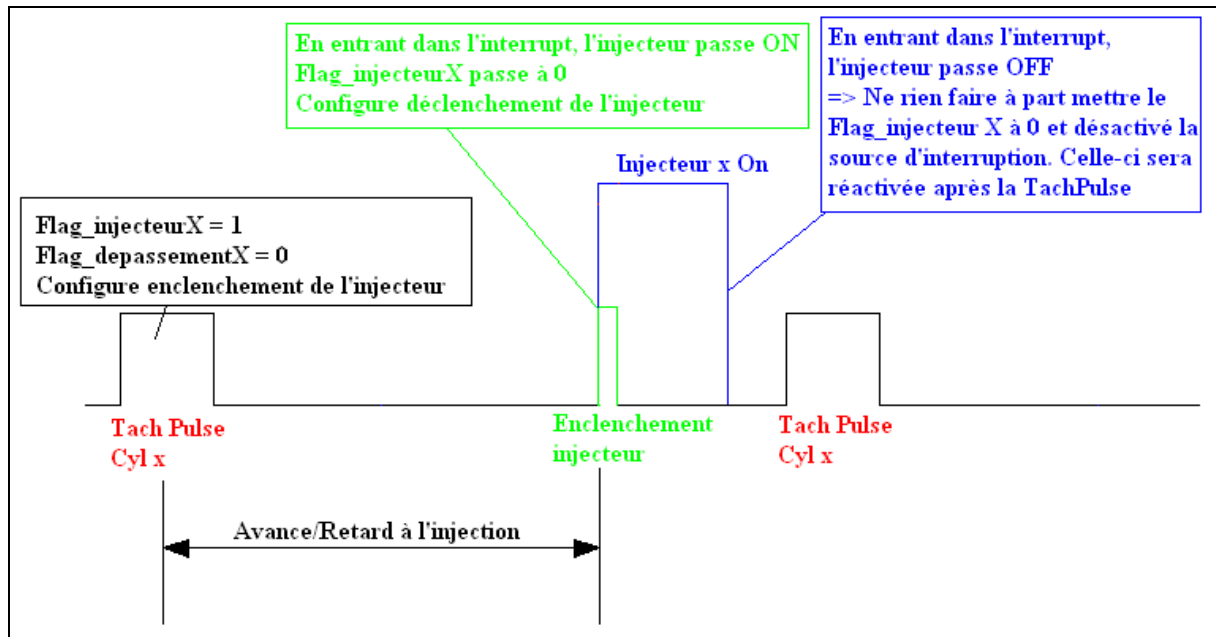 En entrant dans l'interrupt, l'injecteur passe ON
Flag_injecteurX passe à 0
Configure déclenchement de l'injecteur
En entrant dans l'interrupt,
l'injecteur passe OFF
=> Ne rien faire à part mettre le
Flag_injecteur X à 0 et désactivé la
source d'interruption. Celle-ci sera
réactivée après la TachPulse
Injecteur x On
Flag_injecteurX = 1
Flag_depassementX = 0
Configure enclenchement de l'injecteur
Tach Pulse
Cyl x
Enclenchement
injecteur
Tach Pulse
Cyl x
Avance/Retard à l'injection